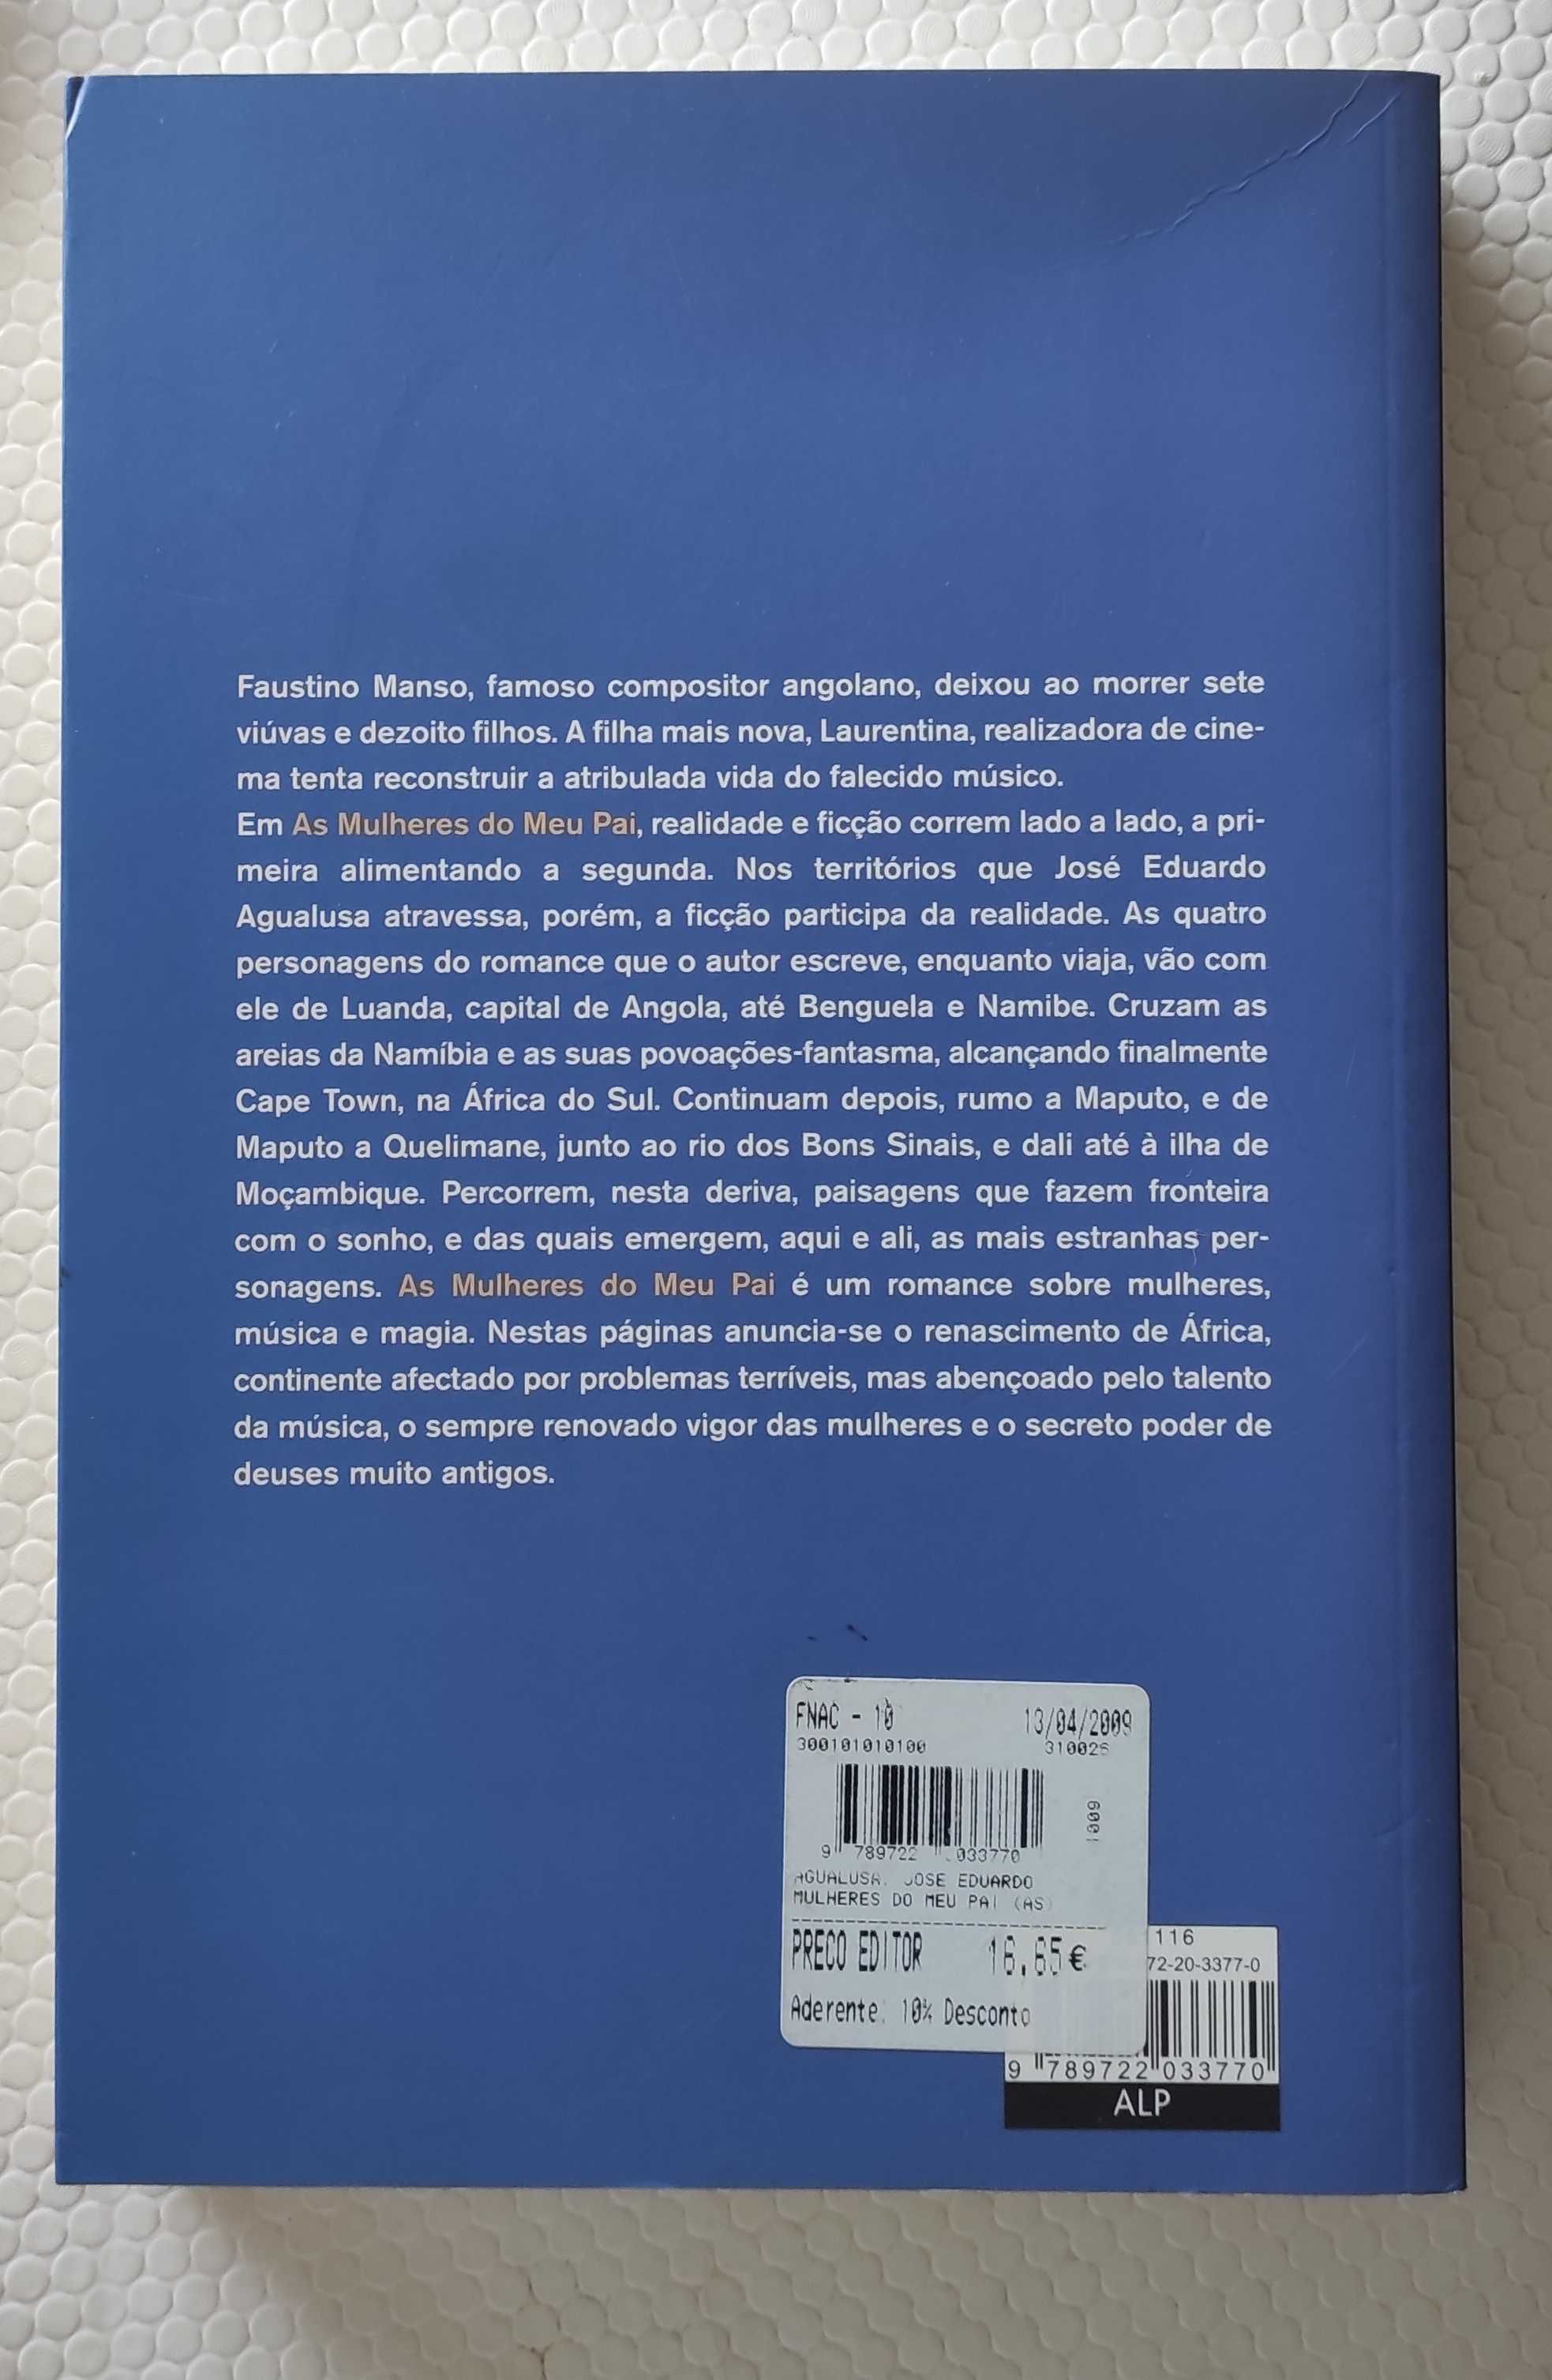 Faustino Manso, famoso compositor angolano, deixou ao morrer sete
viúvas e dezoito filhos. A filha mais nova, Laurentina, realizadora de cine-
ma tenta reconstruir a atribulada vida do falecido músico.
Em As Mulheres do Meu Pai, realidade e ficção correm lado a lado, a pri-
meira alimentando a segunda. Nos territórios que José Eduardo
Agualusa atravessa, porém, a ficção participa da realidade. As quatro
personagens do romance que o autor escreve, enquanto viaja, vão com
ele de Luanda, capital de Angola, até Benguela e Namibe. Cruzam as
areias da Namíbia e as suas povoações-fantasma, alcançando finalmente
Cape Town, na África do Sul. Continuam depois, rumo a Maputo, e de
Maputo a Quelimane, junto ao rio dos Bons Sinais, e dali até à ilha de
Moçambique. Percorrem, nesta deriva, paisagens que fazem fronteira
com o sonho, e das quais emergem, aqui e ali, as mais estranhas per-
sonagens. As Mulheres do Meu Pai é um romance sobre mulheres,
música e magia. Nestas páginas anuncia-se o renascimento de África,
continente afectado por problemas terríveis, mas abençoado pelo talento
da música, o sempre renovado vigor das mulheres e o secreto poder de
deuses muito antigos.
FNAC - 10 13/04/2009
300101010100 310026
1009
9 789722 033770
AGUALUSA, JOSE EDUARDO
MULHERES DO MEU PAI (AS)
PRECO EDITOR 16,65€
Aderente: 10% Desconto
116
72-20-3377-0
9 789722 033770
ALP